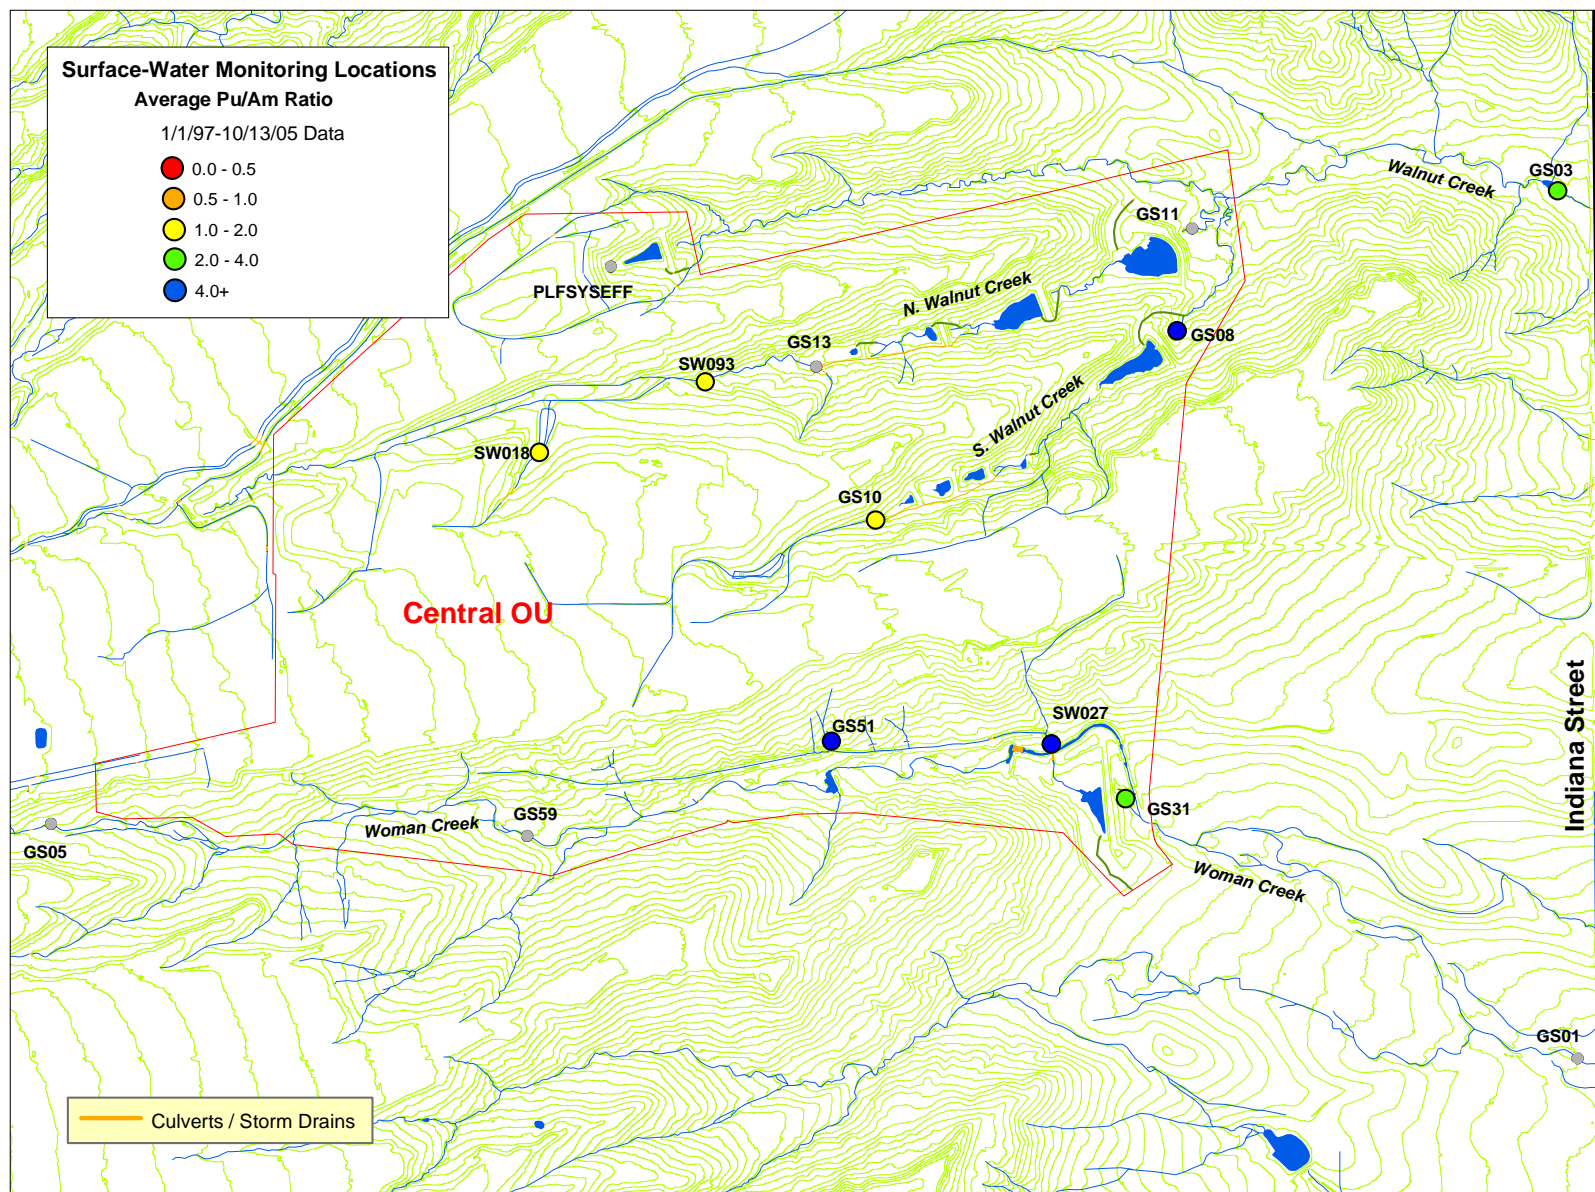 Surface-Water Monitoring Locations
Average Pu/Am Ratio
1/1/97-10/13/05 Data
0.0 - 0.5
0.5 - 1.0
1.0 - 2.0
2.0 - 4.0
4.0+
Walnut Creek
GS03
GS11
PLFSYSEFF
N. Walnut Creek
GS08
GS13
SW093
S. Walnut Creek
SW018
GS10
Central OU
Indiana Street
GS51
SW027
GS31
GS59
Woman Creek
GS05
Woman Creek
GS01
Culverts / Storm Drains